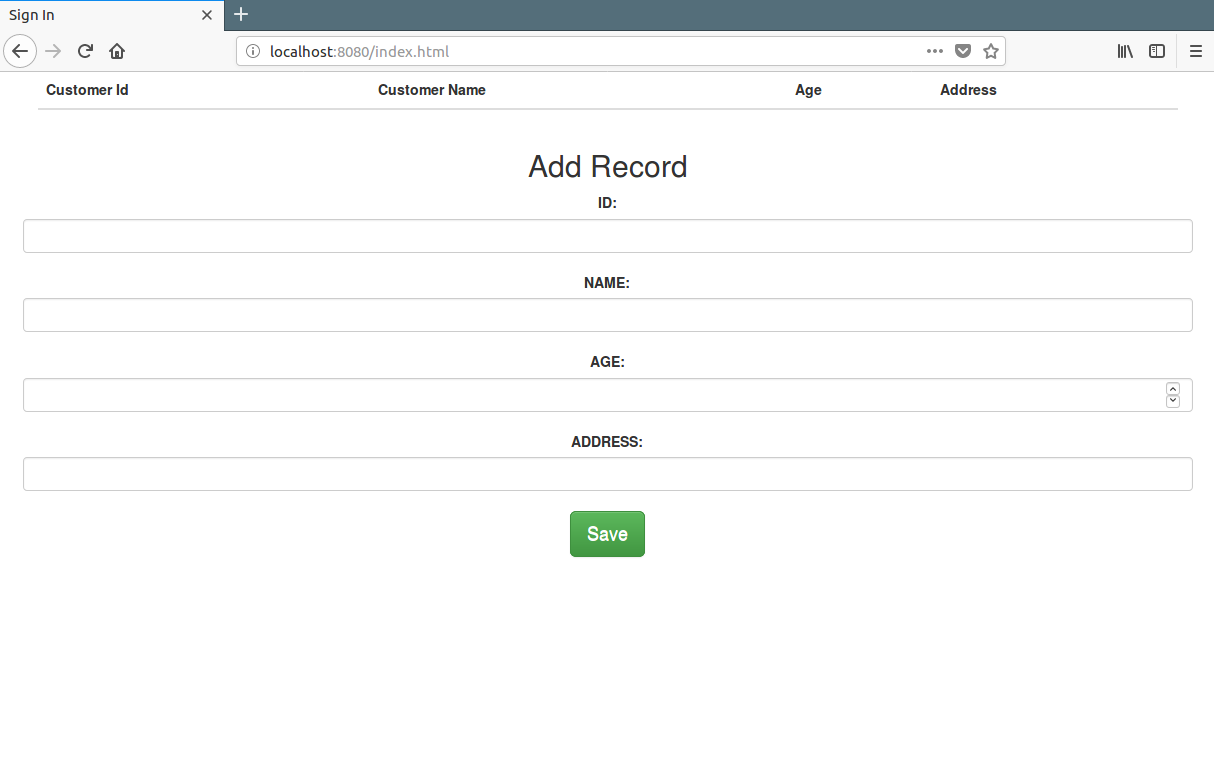 Sign In
localhost:8080/index.html
Customer Id Customer Name Age Address
Add Record
ID:
NAME:
AGE:
ADDRESS:
Save